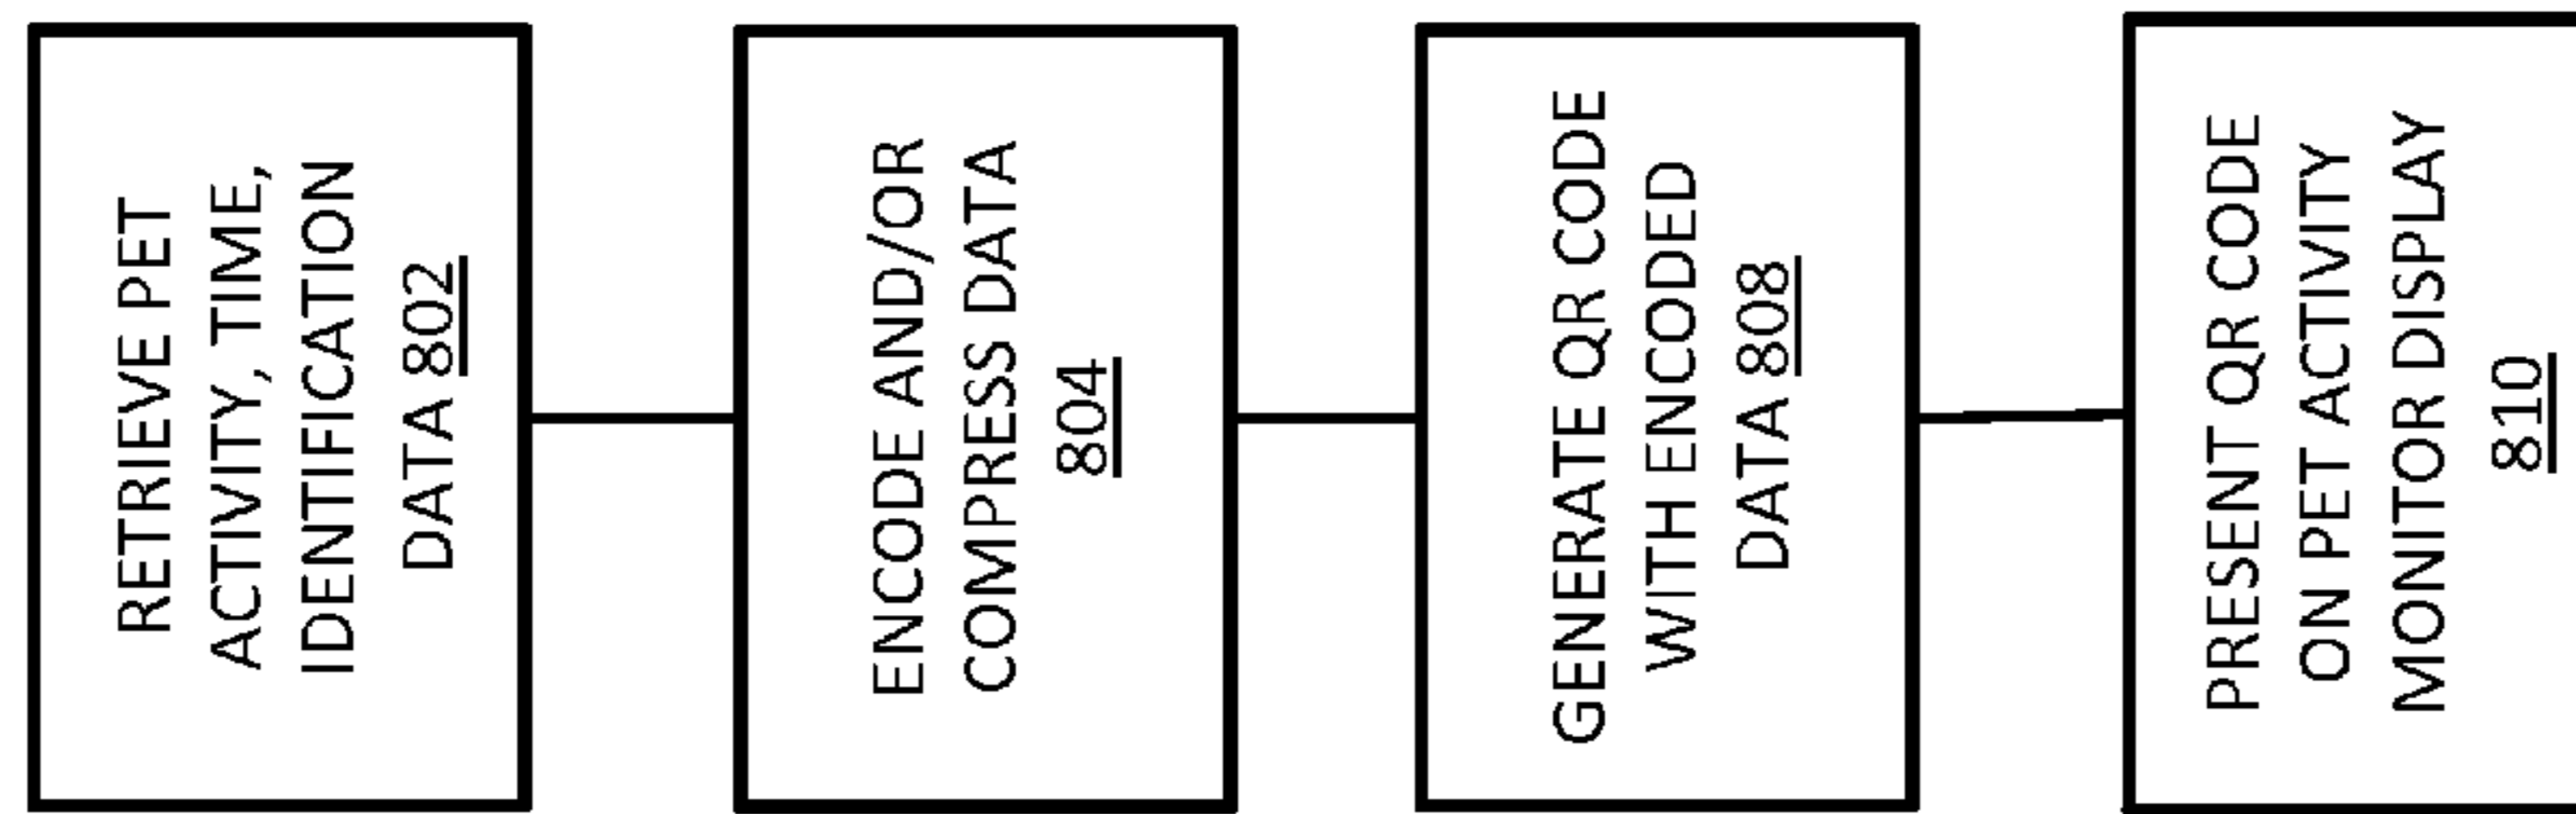 RETRIEVE PET
ACTIVITY, TIME,
IDENTIFICATION
DATA 802
ENCODE AND/OR
COMPRESS DATA
804
GENERATE QR CODE
WITH ENCODED
DATA 808
PRESENT QR CODE
ON PET ACTIVITY
MONITOR DISPLAY
810